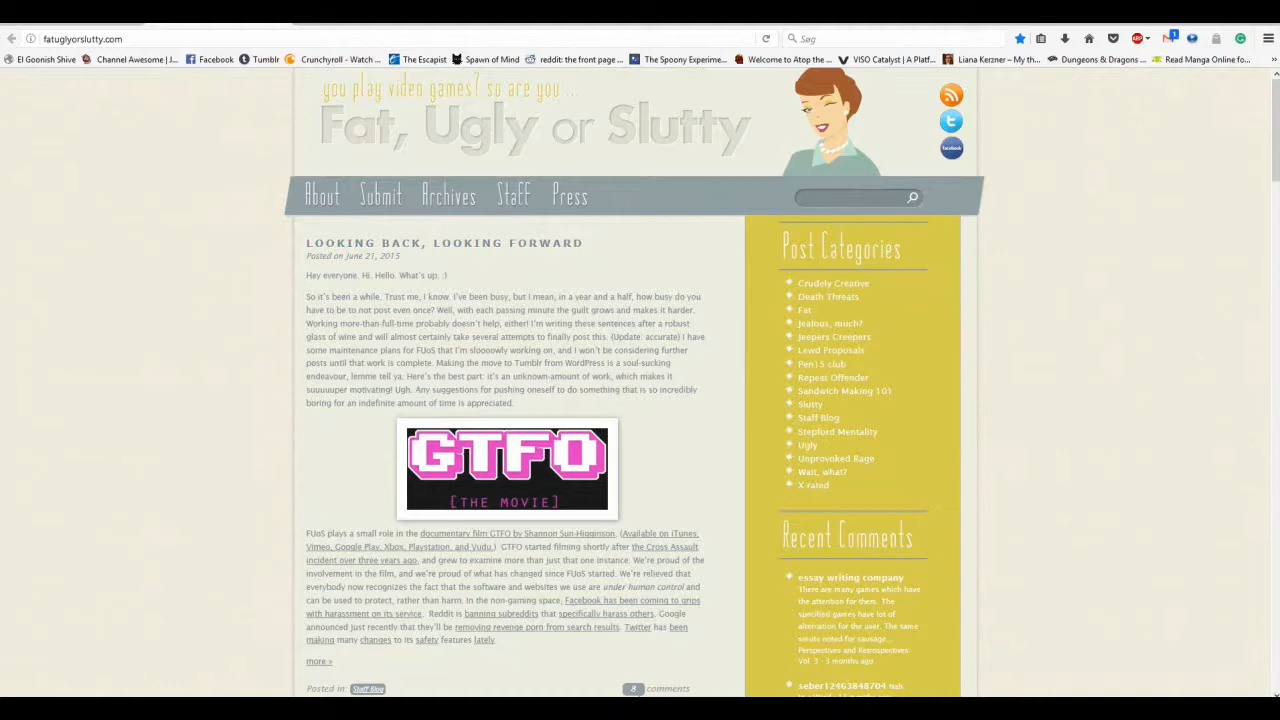 fatuglyorslutty.com
Søg
1
El Goonish Shive
Channel Awesome | J...
Facebook
Tumblr
Crunchyroll - Watch ...
The Escapist
Spawn of Mind
reddit: the front page ...
The Spoony Experime...
Welcome to Atop the ...
VISO Catalyst | A Platf...
Liana Kerzner – My th...
Dungeons & Dragons ...
Read Manga Online fo...
you play video games? so are you ...
Fat, Ugly or Slutty
facebook
About
Submit
Archives
Staff
Press
LOOKING BACK, LOOKING FORWARD
Posted on June 21, 2015
Hey everyone. Hi. Hello. What's up. :)
So it's been a while. Trust me, I know. I've been busy, but I mean, in a year and a half, how busy do you
have to be to not post even once? Well, with each passing minute the guilt grows and makes it harder.
Working more-than-full-time probably doesn't help, either! I'm writing these sentences after a robust
glass of wine and will almost certainly take several attempts to finally post this. (Update: accurate) I have
some maintenance plans for FUoS that I'm sloooowly working on, and I won't be considering further
posts until that work is complete. Making the move to Tumblr from WordPress is a soul-sucking
endeavour, lemme tell ya. Here's the best part: it's an unknown-amount of work, which makes it
suuuuuper motivating! Ugh. Any suggestions for pushing oneself to do something that is so incredibly
boring for an indefinite amount of time is appreciated.
GTFO
[THE MOVIE]
FUoS plays a small role in the documentary film GTFO by Shannon Sun-Higginson. (Available on iTunes,
Vimeo, Google Play, Xbox, Playstation, and Vudu.) GTFO started filming shortly after the Cross Assault
incident over three years ago, and grew to examine more than just that one instance. We're proud of the
involvement in the film, and we're proud of what has changed since FUoS started. We're relieved that
everybody now recognizes the fact that the software and websites we use are under human control and
can be used to protect, rather than harm. In the non-gaming space, Facebook has been coming to grips
with harassment on its service. Reddit is banning subreddits that specifically harass others. Google
announced just recently that they'll be removing revenge porn from search results. Twitter has been
making many changes to its safety features lately.
more »
Posted in: Staff Blog
8 comments
Post Categories
Crudely Creative
Death Threats
Fat
Jealous, much?
Jeepers Creepers
Lewd Proposals
Pen15 club
Repeat Offender
Sandwich Making 101
Slutty
Staff Blog
Stepford Mentality
Ugly
Unprovoked Rage
Wait, what?
X-rated
Recent Comments
essay writing company
There are many games which have
the attention for them. The
specified games have lot of
alternation for the user. The same
saints noted for sausage...
Perspectives and Retrospectives:
Vol. 3 · 3 months ago
seber12463848704 Nah.